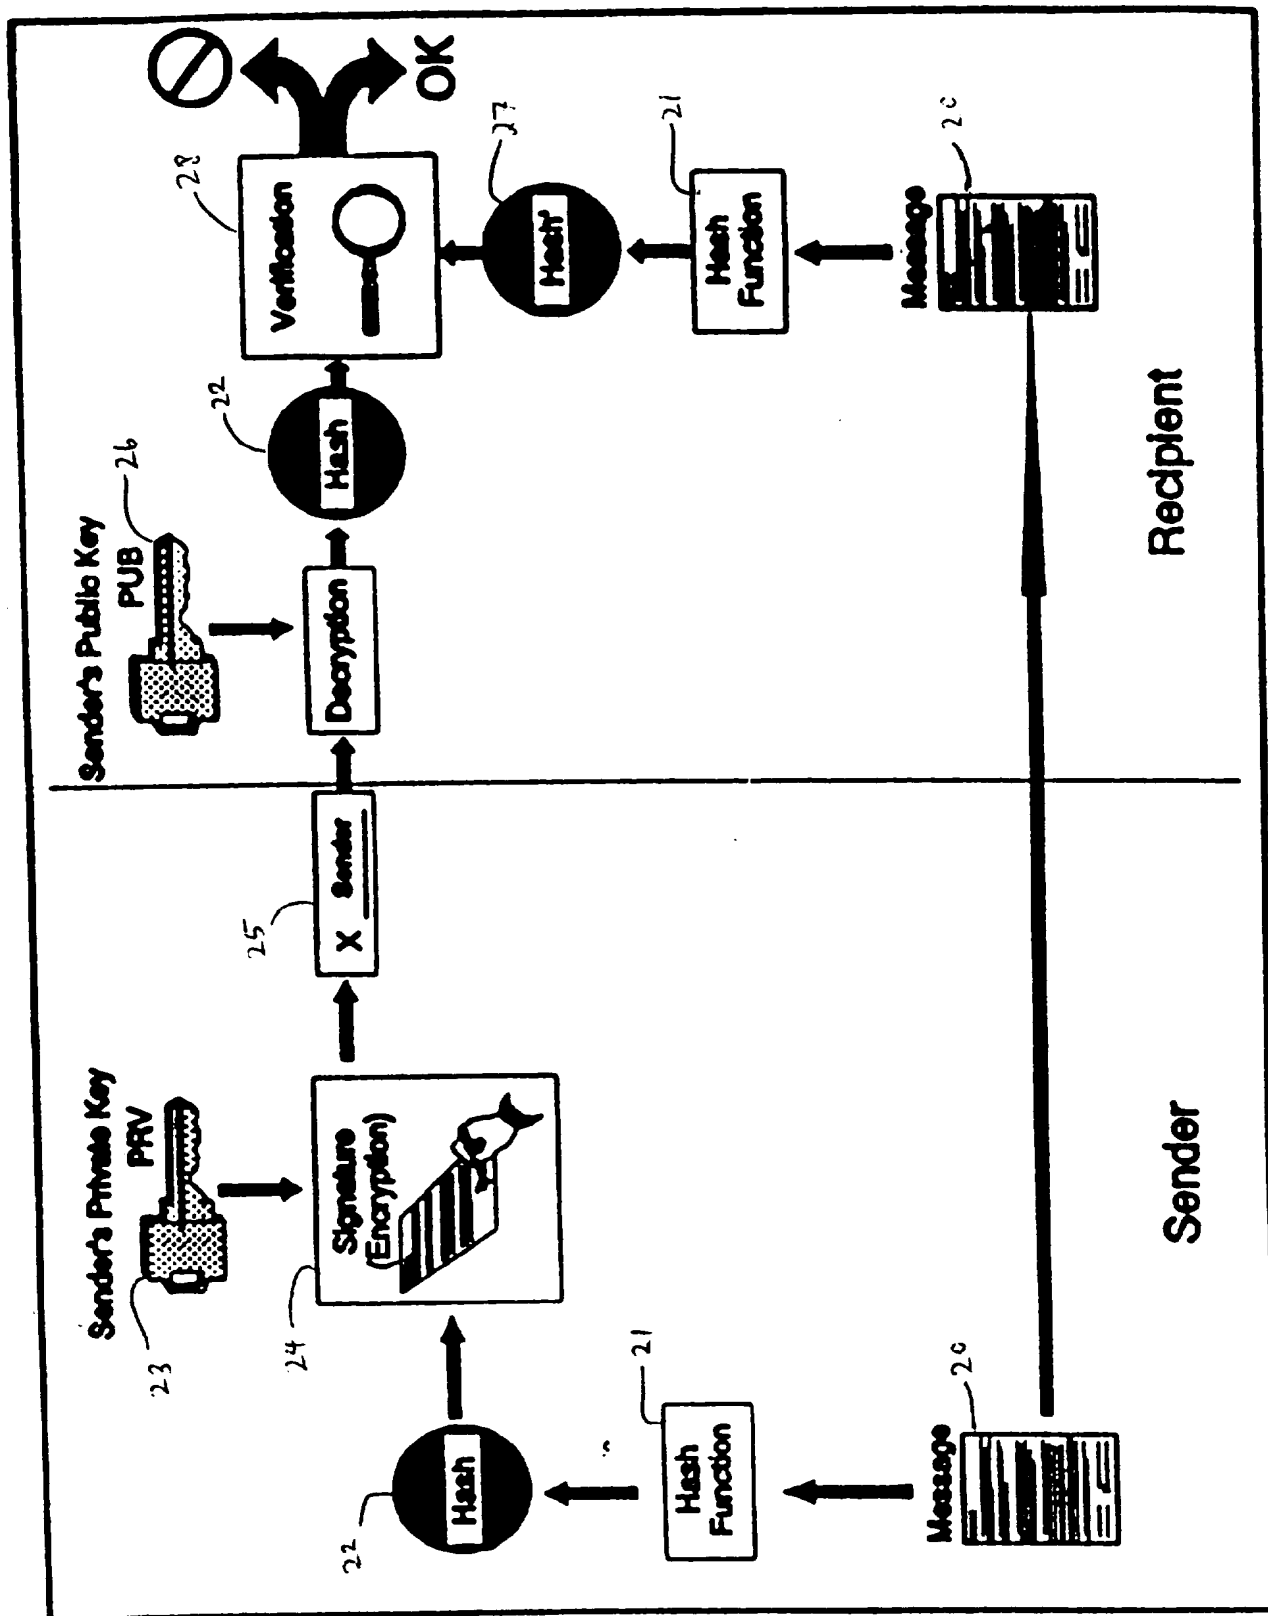 Sender's Private Key
PRV
23
Signature
(Encryption)
24
22
Hash
21
Hash
Function
Message
20
Sender
25
X Sender
Sender's Public Key
PUB
26
Decryption
22
Hash
28
Verification
OK
27
Hash'
21
Hash
Function
Message
20
Recipient